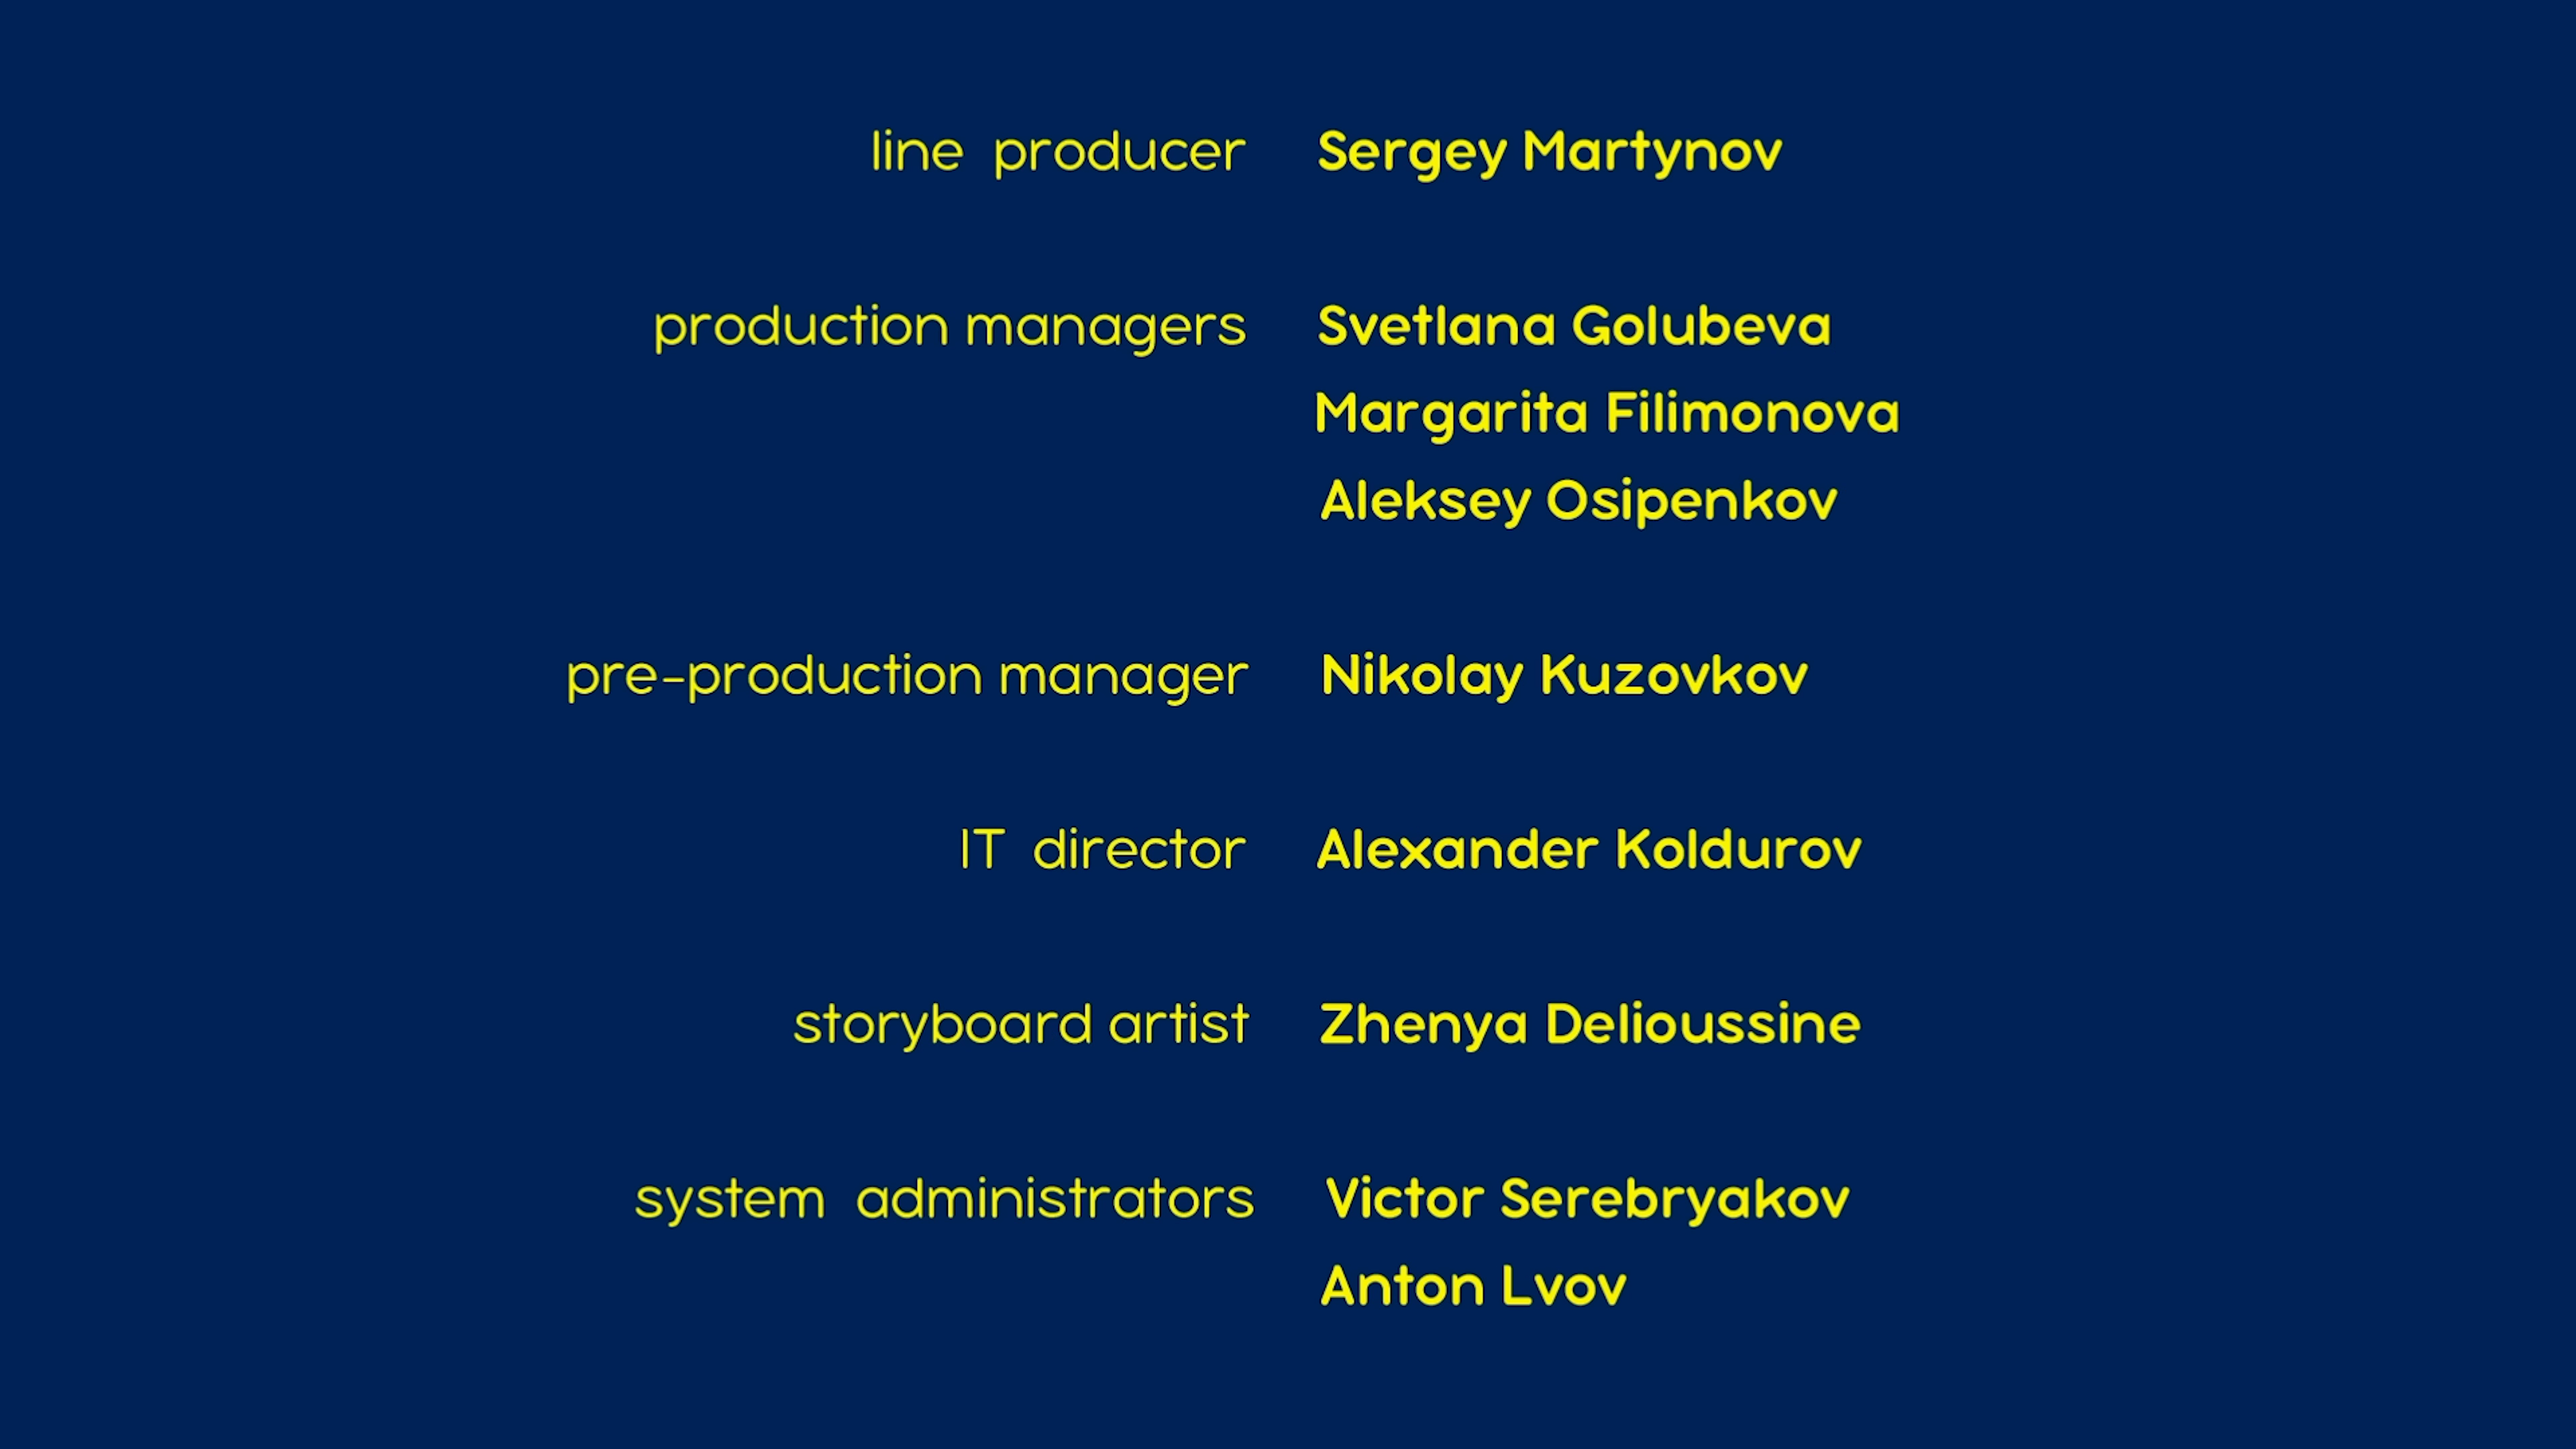 line producer Sergey Martynov
production managers Svetlana Golubeva
Margarita Filimonova
Aleksey Osipenkov
pre-production manager Nikolay Kuzovkov
IT director Alexander Koldurov
storyboard artist Zhenya Delioussine
system administrators Victor Serebryakov
Anton Lvov